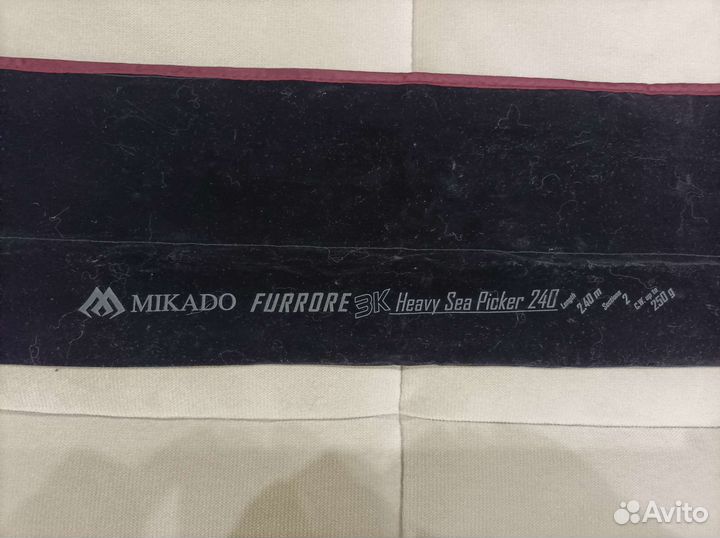 MIKADO FURRORE 3K Heavy Sea Picker 240 Length 2.40 m Sections 2 c.w. up to 250 g
Avito